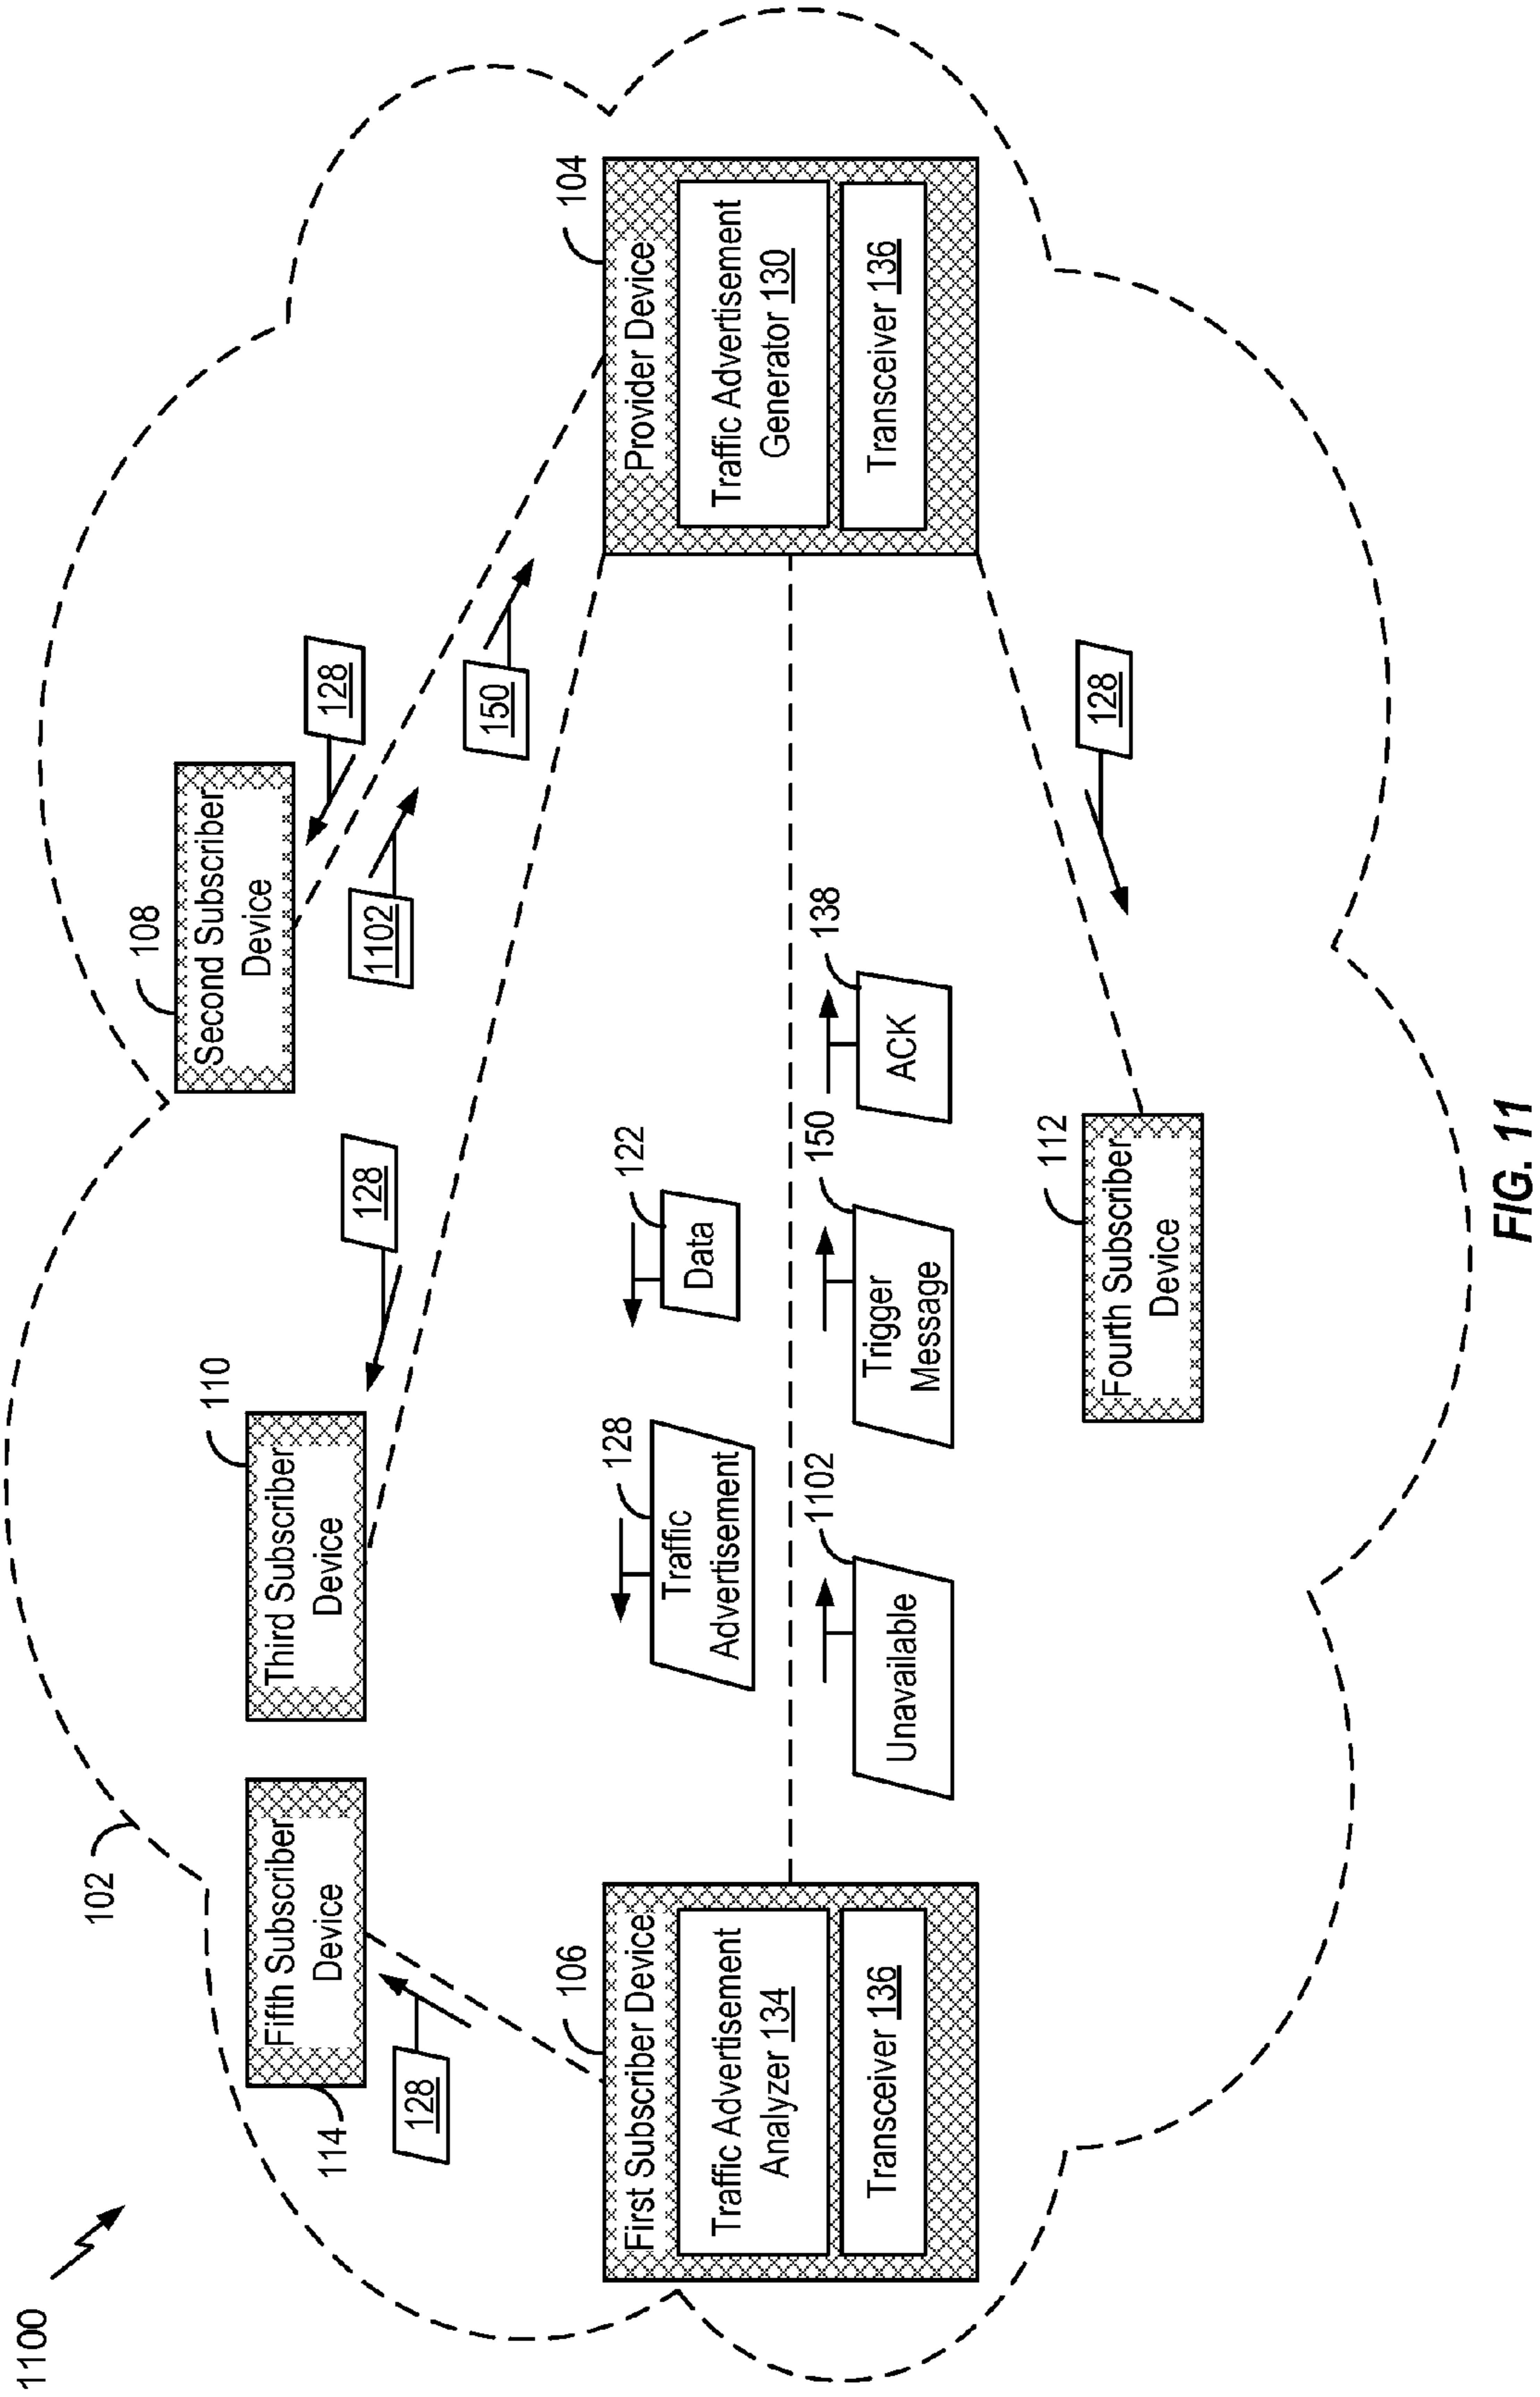 1100
102
114
Fifth Subscriber
Device
128
110
Third Subscriber
Device
128
108
Second Subscriber
Device
128
1102
150
106
First Subscriber Device
Traffic Advertisement
Analyzer 134
Transceiver 136
128
Traffic
Advertisement
122
Data
1102
Unavailable
150
Trigger
Message
138
ACK
104
Provider Device
Traffic Advertisement
Generator 130
Transceiver 136
112
Fourth Subscriber
Device
128
FIG. 11